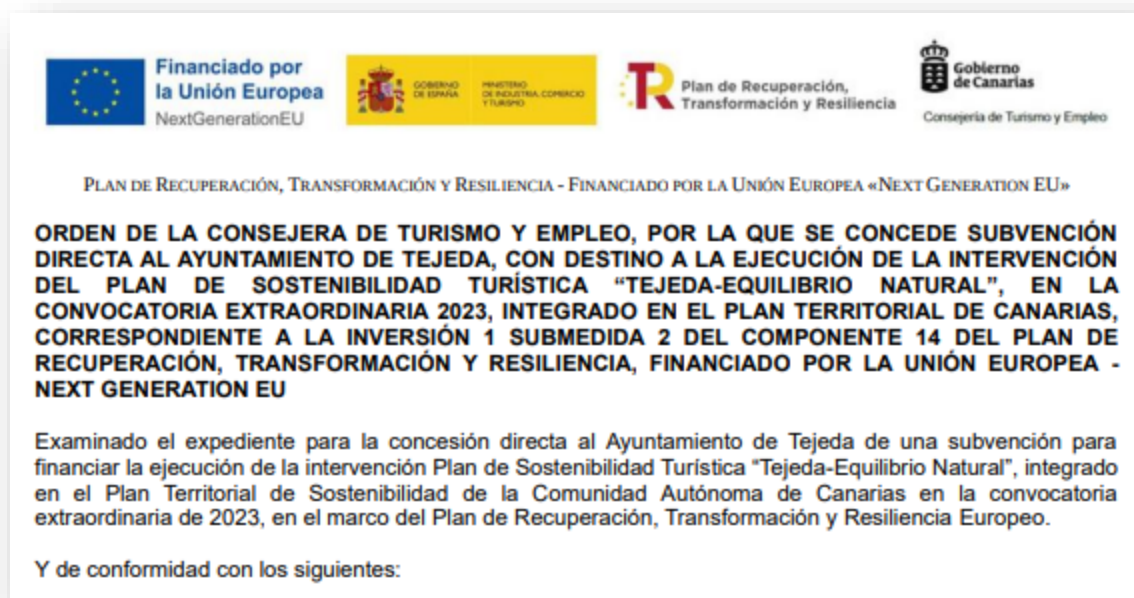 Financiado por
la Unión Europea
NextGenerationEU
GOBIERNO
DE ESPAÑA
MINISTERIO
DE INDUSTRIA, COMERCIO
Y TURISMO
Plan de Recuperación,
Transformación y Resiliencia
Gobierno
de Canarias
Consejería de Turismo y Empleo
PLAN DE RECUPERACIÓN, TRANSFORMACIÓN Y RESILIENCIA - FINANCIADO POR LA UNIÓN EUROPEA «NEXT GENERATION EU»
ORDEN DE LA CONSEJERA DE TURISMO Y EMPLEO, POR LA QUE SE CONCEDE SUBVENCIÓN
DIRECTA AL AYUNTAMIENTO DE TEJEDA, CON DESTINO A LA EJECUCIÓN DE LA INTERVENCIÓN
DEL PLAN DE SOSTENIBILIDAD TURÍSTICA “TEJEDA-EQUILIBRIO NATURAL”, EN LA
CONVOCATORIA EXTRAORDINARIA 2023, INTEGRADO EN EL PLAN TERRITORIAL DE CANARIAS,
CORRESPONDIENTE A LA INVERSIÓN 1 SUBMEDIDA 2 DEL COMPONENTE 14 DEL PLAN DE
RECUPERACIÓN, TRANSFORMACIÓN Y RESILIENCIA, FINANCIADO POR LA UNIÓN EUROPEA -
NEXT GENERATION EU
Examinado el expediente para la concesión directa al Ayuntamiento de Tejeda de una subvención para
financiar la ejecución de la intervención Plan de Sostenibilidad Turística “Tejeda-Equilibrio Natural”, integrado
en el Plan Territorial de Sostenibilidad de la Comunidad Autónoma de Canarias en la convocatoria
extraordinaria de 2023, en el marco del Plan de Recuperación, Transformación y Resiliencia Europeo.
Y de conformidad con los siguientes: